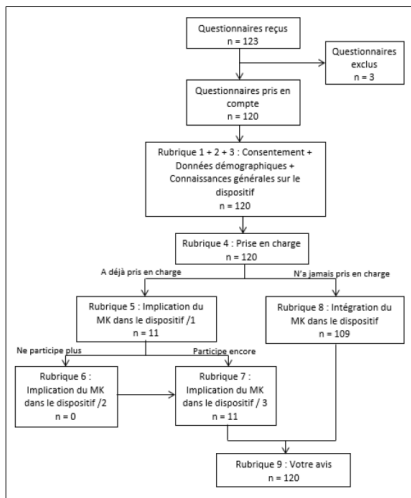 Questionnaires reçus
n = 123
Questionnaires
exclus
n = 3
Questionnaires pris en
compte
n = 120
Rubrique 1 + 2 + 3 : Consentement +
Données démographiques +
Connaissances générales sur le
dispositif
n = 120
Rubrique 4 : Prise en charge
n = 120
A déjà pris en charge
N'a jamais pris en charge
Rubrique 5 : Implication du
MK dans le dispositif /1
n = 11
Rubrique 8 : Intégration du
MK dans le dispositif
n = 109
Ne participe plus
Participe encore
Rubrique 6 :
Implication du MK
dans le dispositif /2
n = 0
Rubrique 7 :
Implication du MK
dans le dispositif / 3
n = 11
Rubrique 9 : Votre avis
n = 120